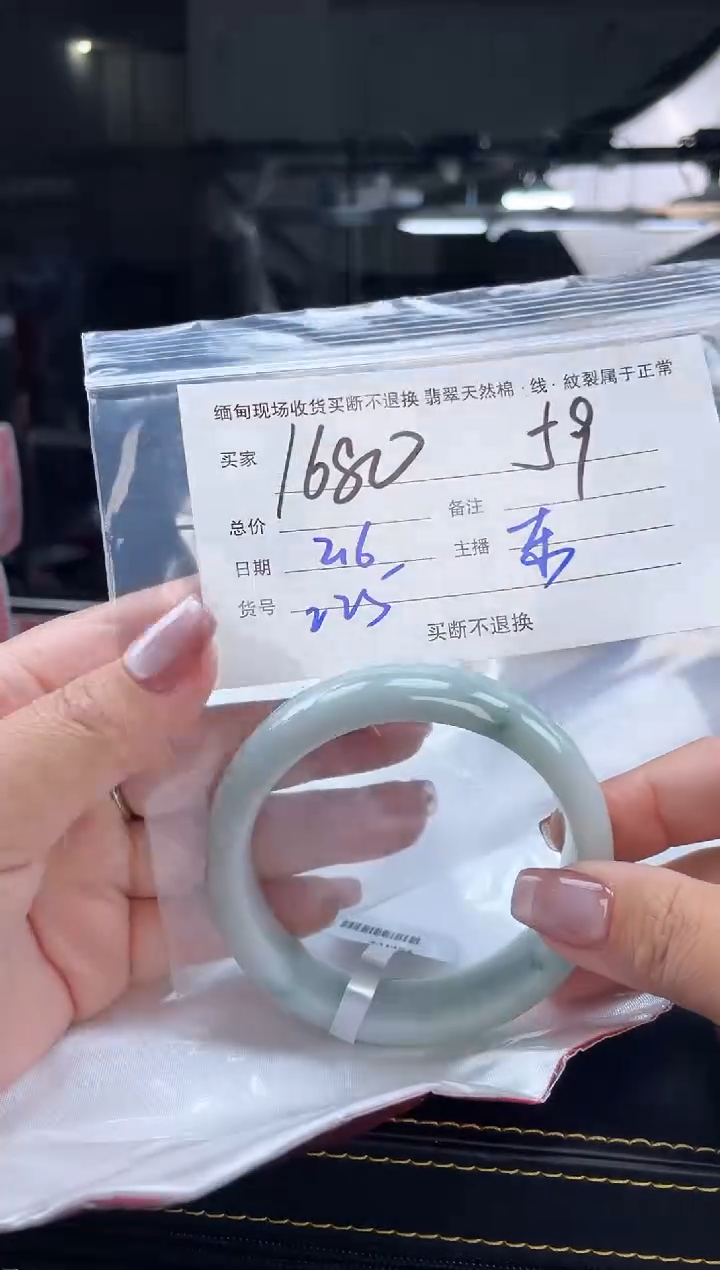 缅甸现场收货买断不退换 翡翠天然棉·线·紋裂属于正常
买家 1680 59
总价 备注
日期 2.16 主播 东
货号 225
买断不退换